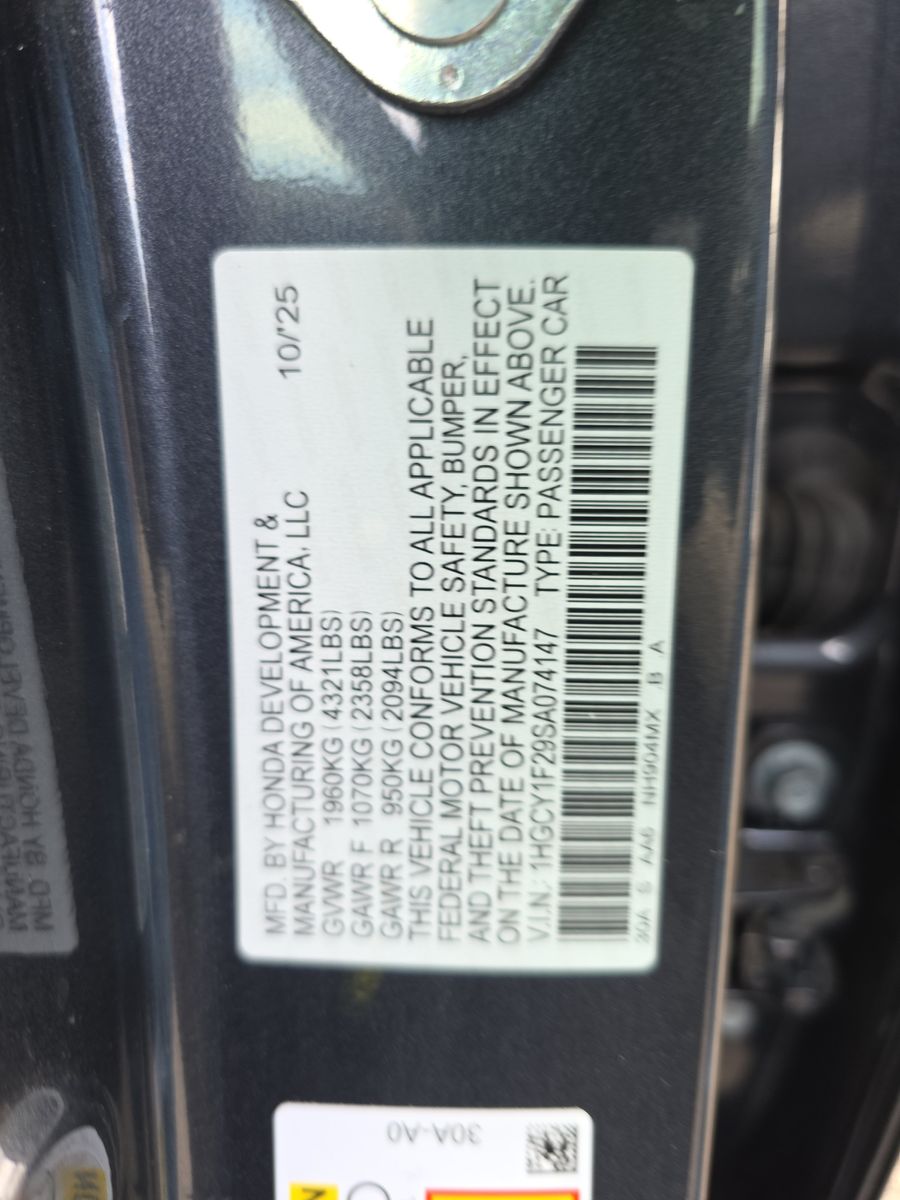 MFD. BY HONDA DEVELOPMENT &
MANUFACTURING OF AMERICA, LLC 10/'25
GVWR 1960KG (4321LBS)
GAWR F 1070KG (2358LBS)
GAWR R 950KG (2094LBS)
THIS VEHICLE CONFORMS TO ALL APPLICABLE
FEDERAL MOTOR VEHICLE SAFETY, BUMPER,
AND THEFT PREVENTION STANDARDS IN EFFECT
ON THE DATE OF MANUFACTURE SHOWN ABOVE.
V.I.N.: 1HGCY1F29SA074147 TYPE: PASSENGER CAR
30A S AA6 NH904MX B A
30A-A0